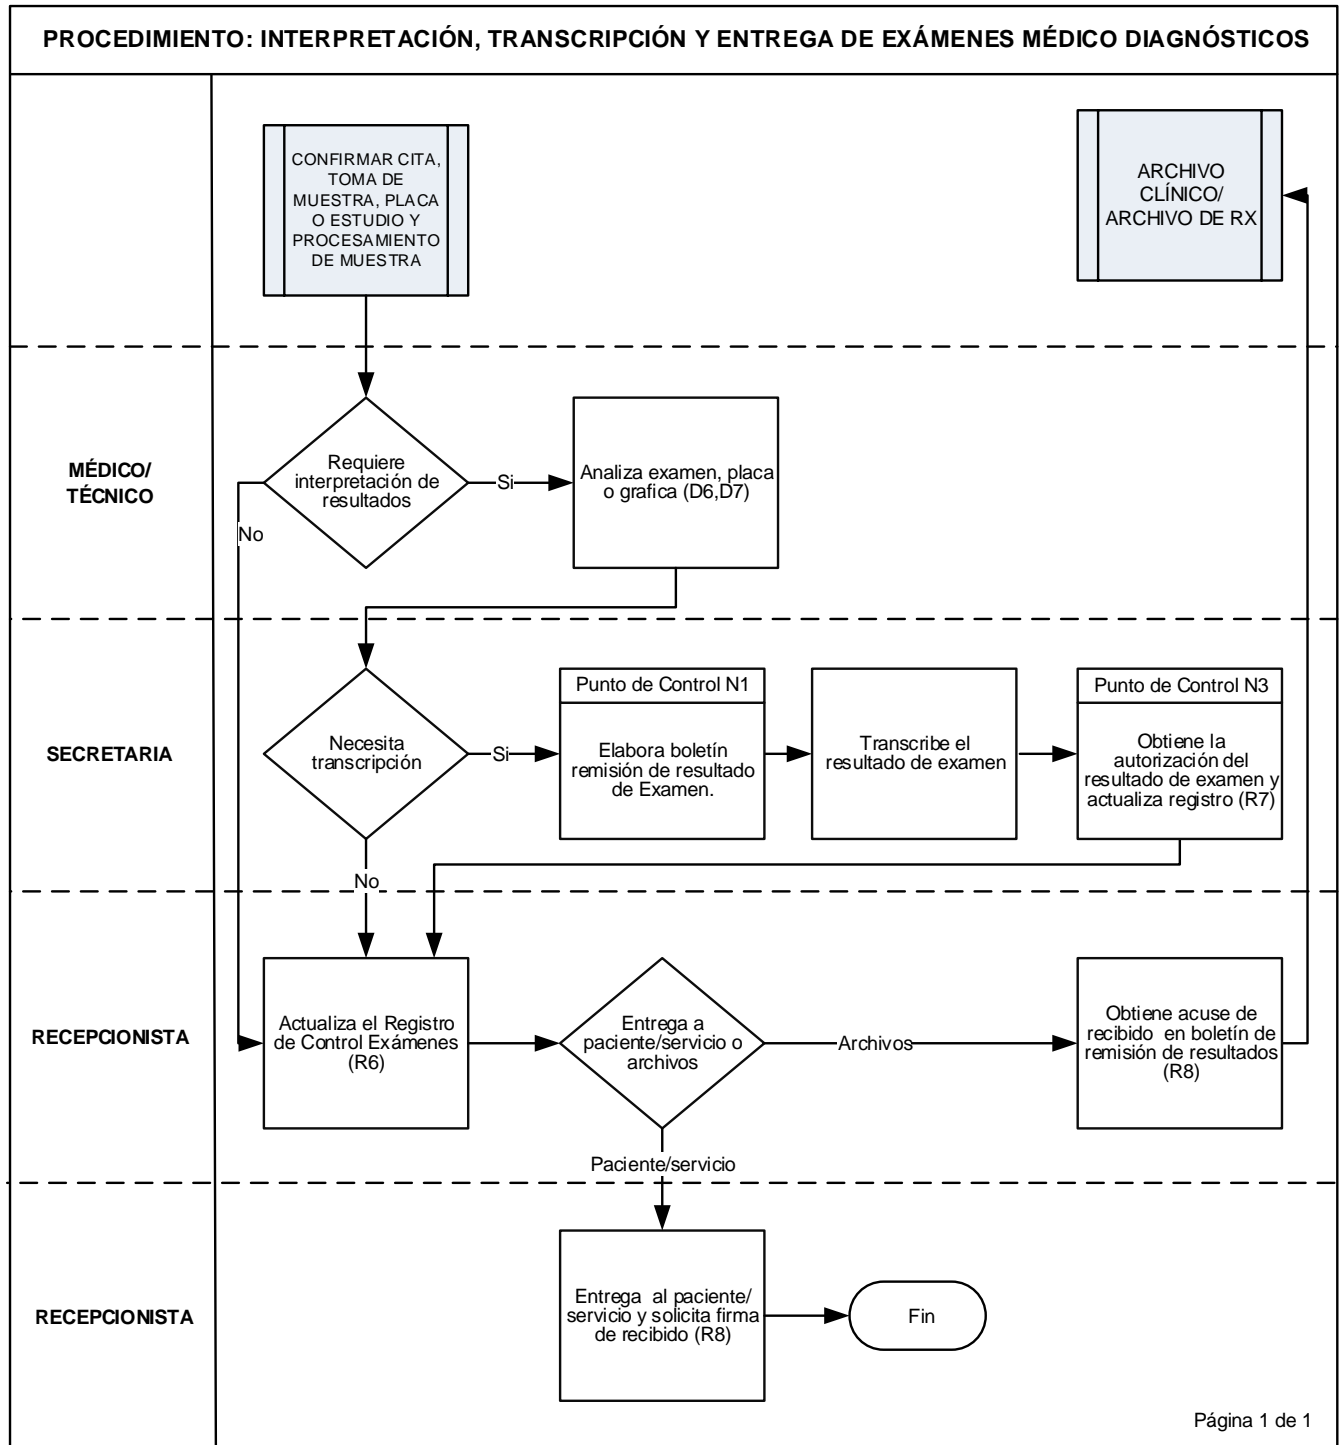 PROCEDIMIENTO: INTERPRETACIÓN, TRANSCRIPCIÓN Y ENTREGA DE EXÁMENES MÉDICO DIAGNÓSTICOS
CONFIRMAR CITA,
TOMA DE
MUESTRA, PLACA
O ESTUDIO Y
PROCESAMIENTO
DE MUESTRA
ARCHIVO
CLÍNICO/
ARCHIVO DE RX
MÉDICO/
TÉCNICO
Requiere
interpretación de
resultados
Si
No
Analiza examen, placa
o grafica (D6,D7)
SECRETARIA
Necesita
transcripción
Si
No
Punto de Control N1
Elabora boletín
remisión de resultado
de Examen.
Transcribe el
resultado de examen
Punto de Control N3
Obtiene la
autorización del
resultado de examen y
actualiza registro (R7)
RECEPCIONISTA
Actualiza el Registro
de Control Exámenes
(R6)
Entrega a
paciente/servicio o
archivos
Archivos
Paciente/servicio
Obtiene acuse de
recibido en boletín de
remisión de resultados
(R8)
RECEPCIONISTA
Entrega al paciente/
servicio y solicita firma
de recibido (R8)
Fin
Página 1 de 1